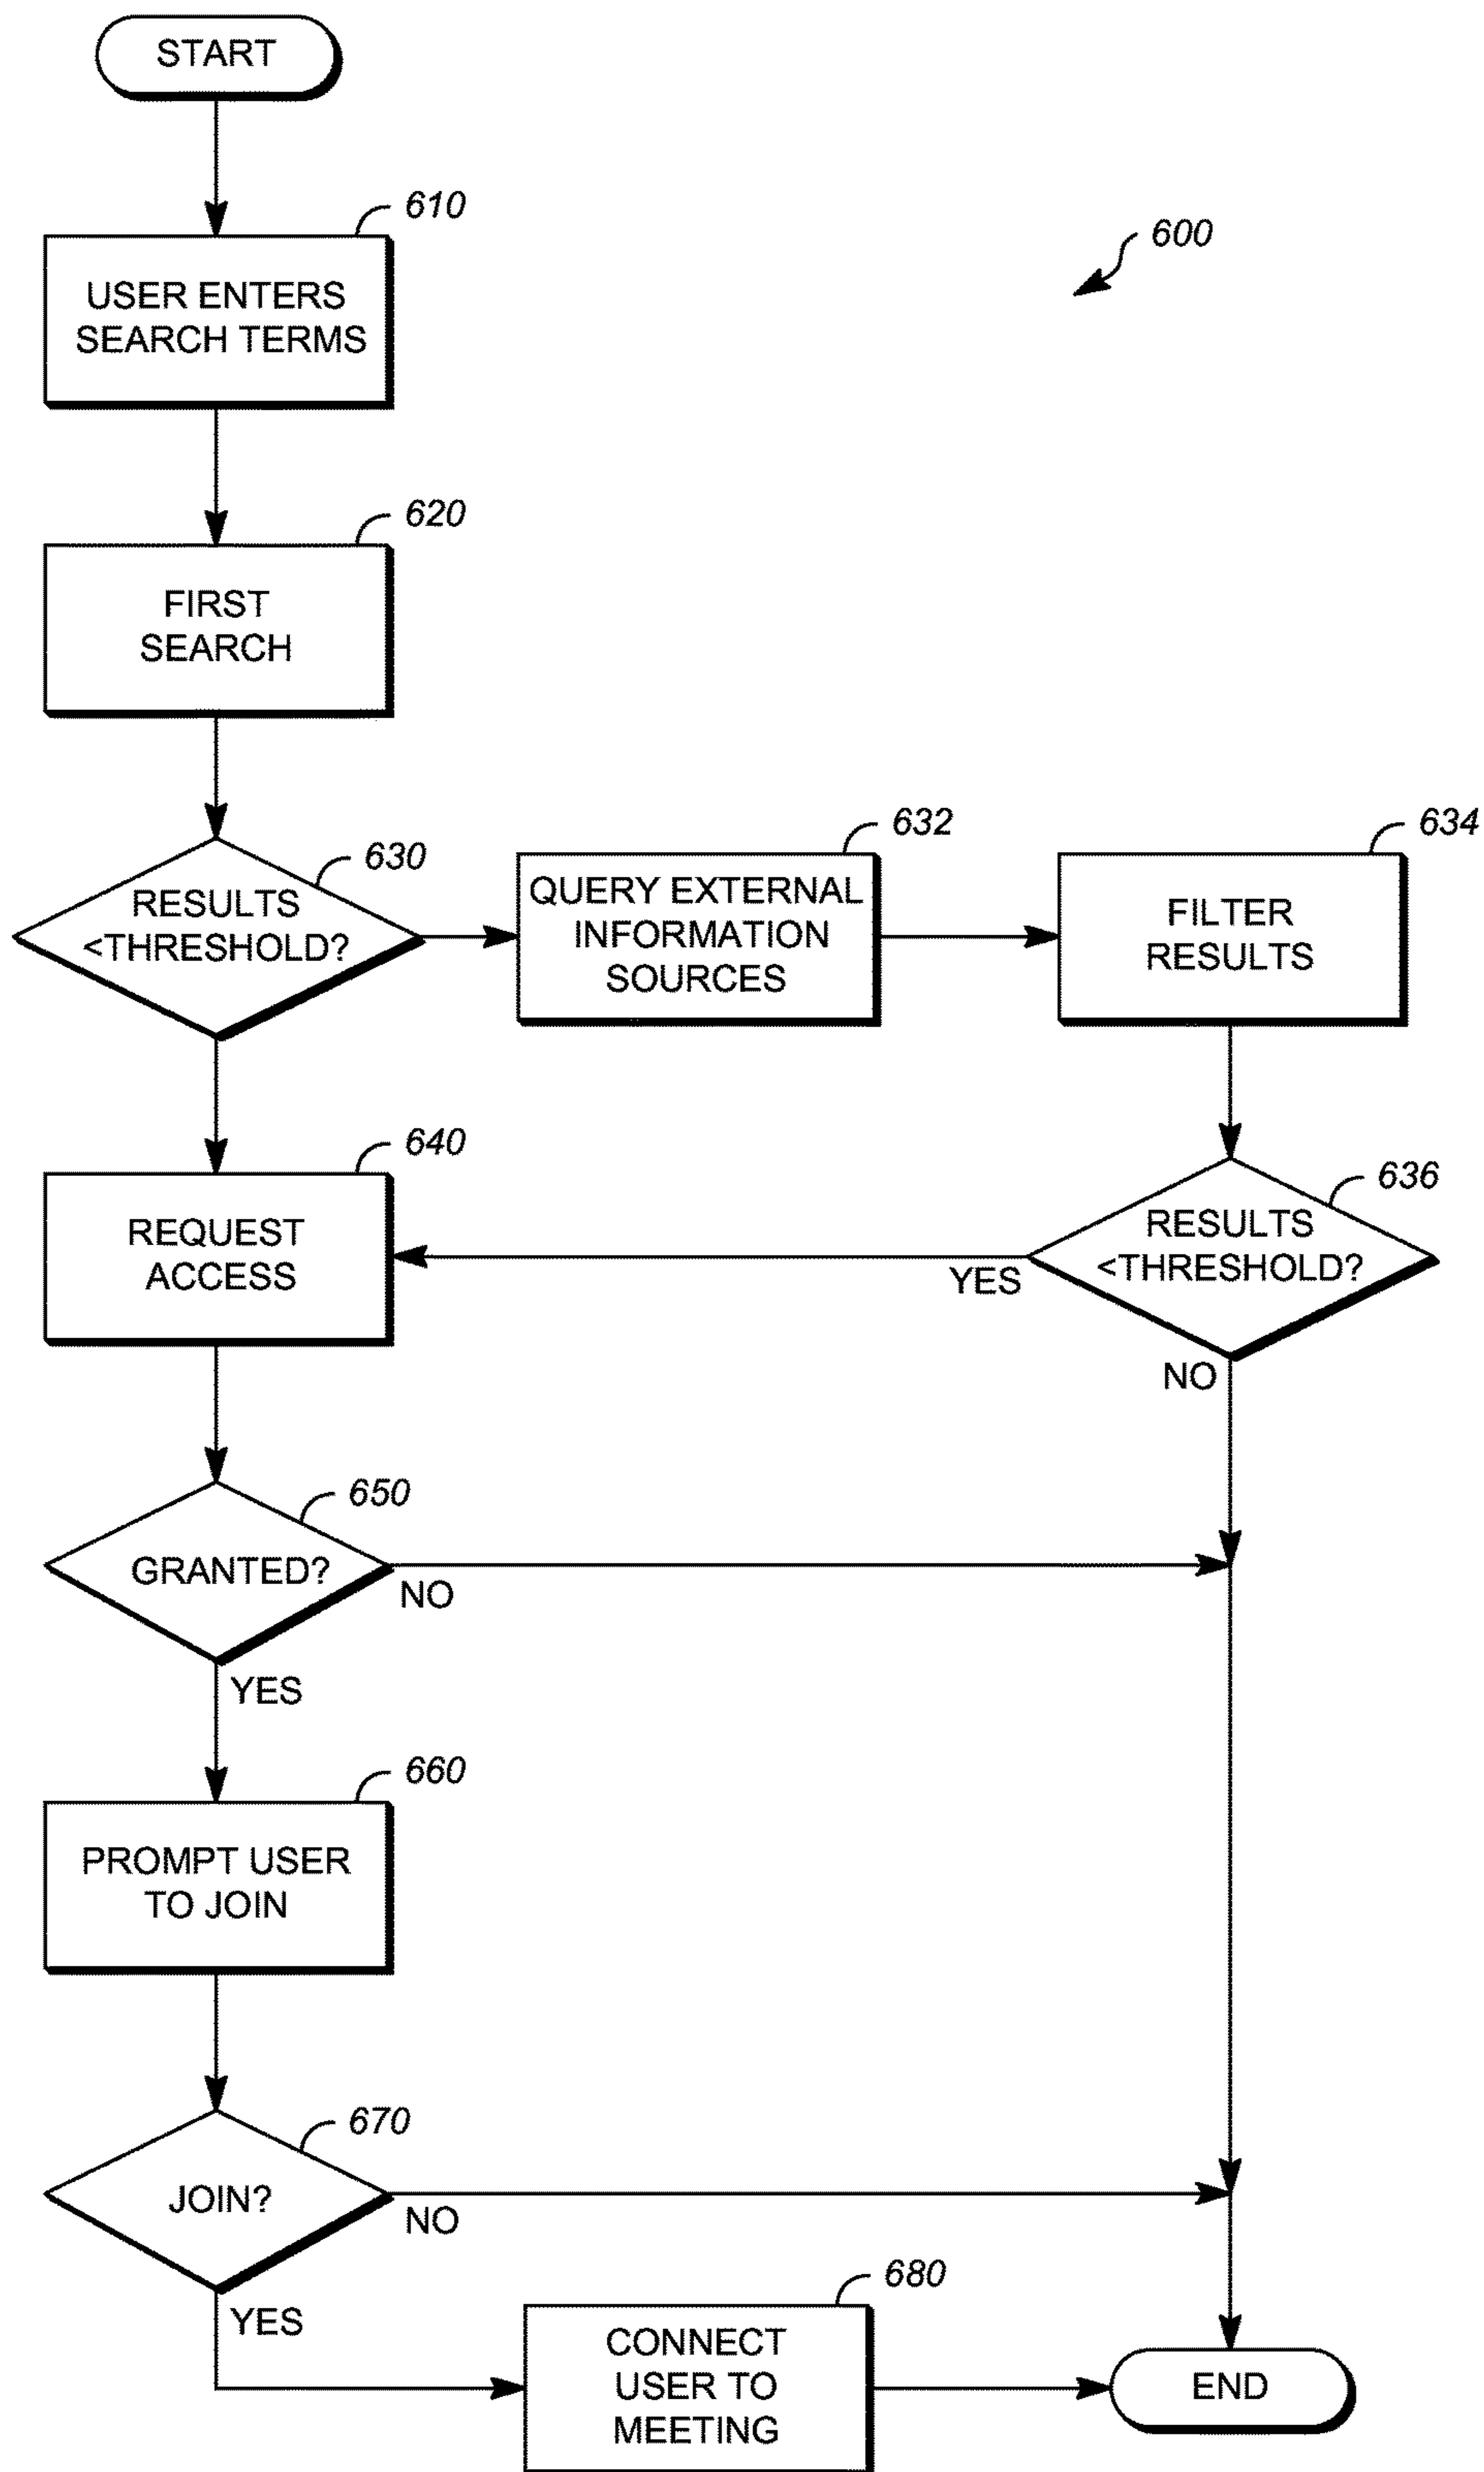 START
610
600
USER ENTERS
SEARCH TERMS
620
FIRST
SEARCH
630
RESULTS
<THRESHOLD?
632
QUERY EXTERNAL
INFORMATION
SOURCES
634
FILTER
RESULTS
640
REQUEST
ACCESS
636
RESULTS
<THRESHOLD?
YES
NO
650
GRANTED?
NO
YES
660
PROMPT USER
TO JOIN
670
JOIN?
NO
YES
680
CONNECT
USER TO
MEETING
END